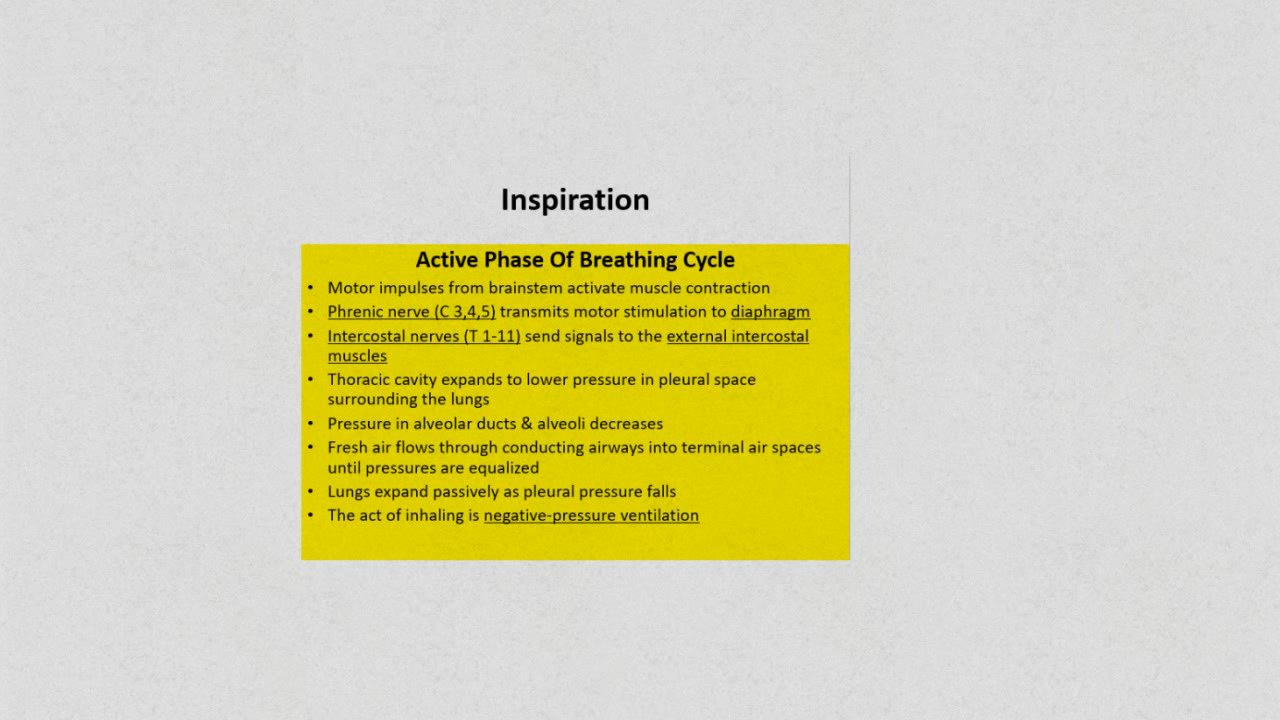 Inspiration
Active Phase Of Breathing Cycle
• Motor impulses from brainstem activate muscle contraction
• Phrenic nerve (C 3,4,5) transmits motor stimulation to diaphragm
• Intercostal nerves (T 1-11) send signals to the external intercostal
muscles
• Thoracic cavity expands to lower pressure in pleural space
surrounding the lungs
• Pressure in alveolar ducts & alveoli decreases
• Fresh air flows through conducting airways into terminal air spaces
until pressures are equalized
• Lungs expand passively as pleural pressure falls
• The act of inhaling is negative-pressure ventilation